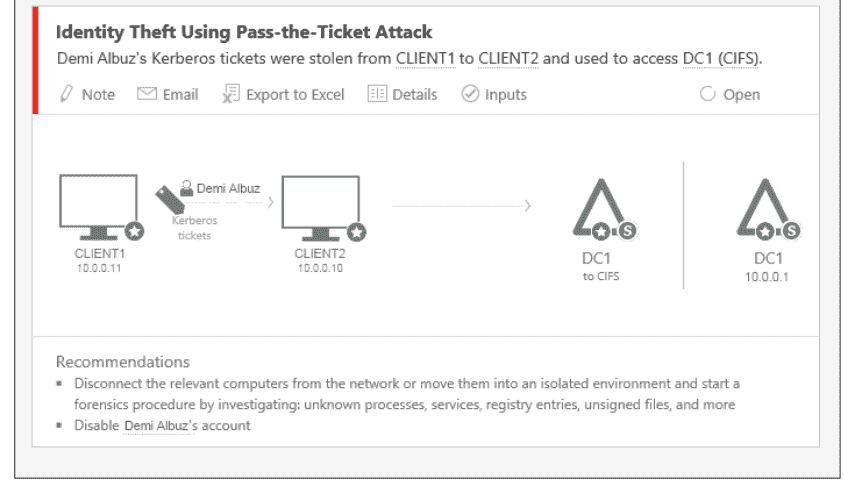 Identity Theft Using Pass-the-Ticket Attack
Demi Albuz's Kerberos tickets were stolen from CLIENT1 to CLIENT2 and used to access DC1 (CIFS).
Note Email Export to Excel Details Inputs Open
Demi Albuz
Kerberos
tickets
CLIENT1
10.0.0.11
CLIENT2
10.0.0.10
S
DC1
to CIFS
S
DC1
10.0.0.1
Recommendations
Disconnect the relevant computers from the network or move them into an isolated environment and start a
forensics procedure by investigating: unknown processes, services, registry entries, unsigned files, and more
Disable Demi Albuz's account